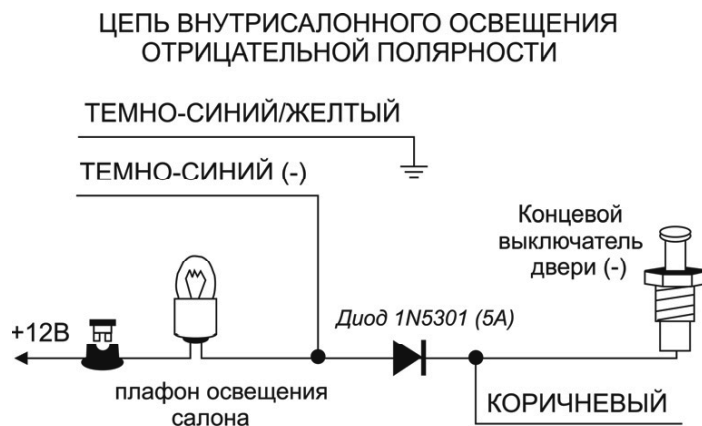 ЦЕПЬ ВНУТРИСАЛОННОГО ОСВЕЩЕНИЯ
ОТРИЦАТЕЛЬНОЙ ПОЛЯРНОСТИ
ТЕМНО-СИНИЙ/ЖЕЛТЫЙ
ТЕМНО-СИНИЙ (-)
Концевой
выключатель
двери (-)
+12В
Диод 1N5301 (5А)
плафон освещения
салона
КОРИЧНЕВЫЙ